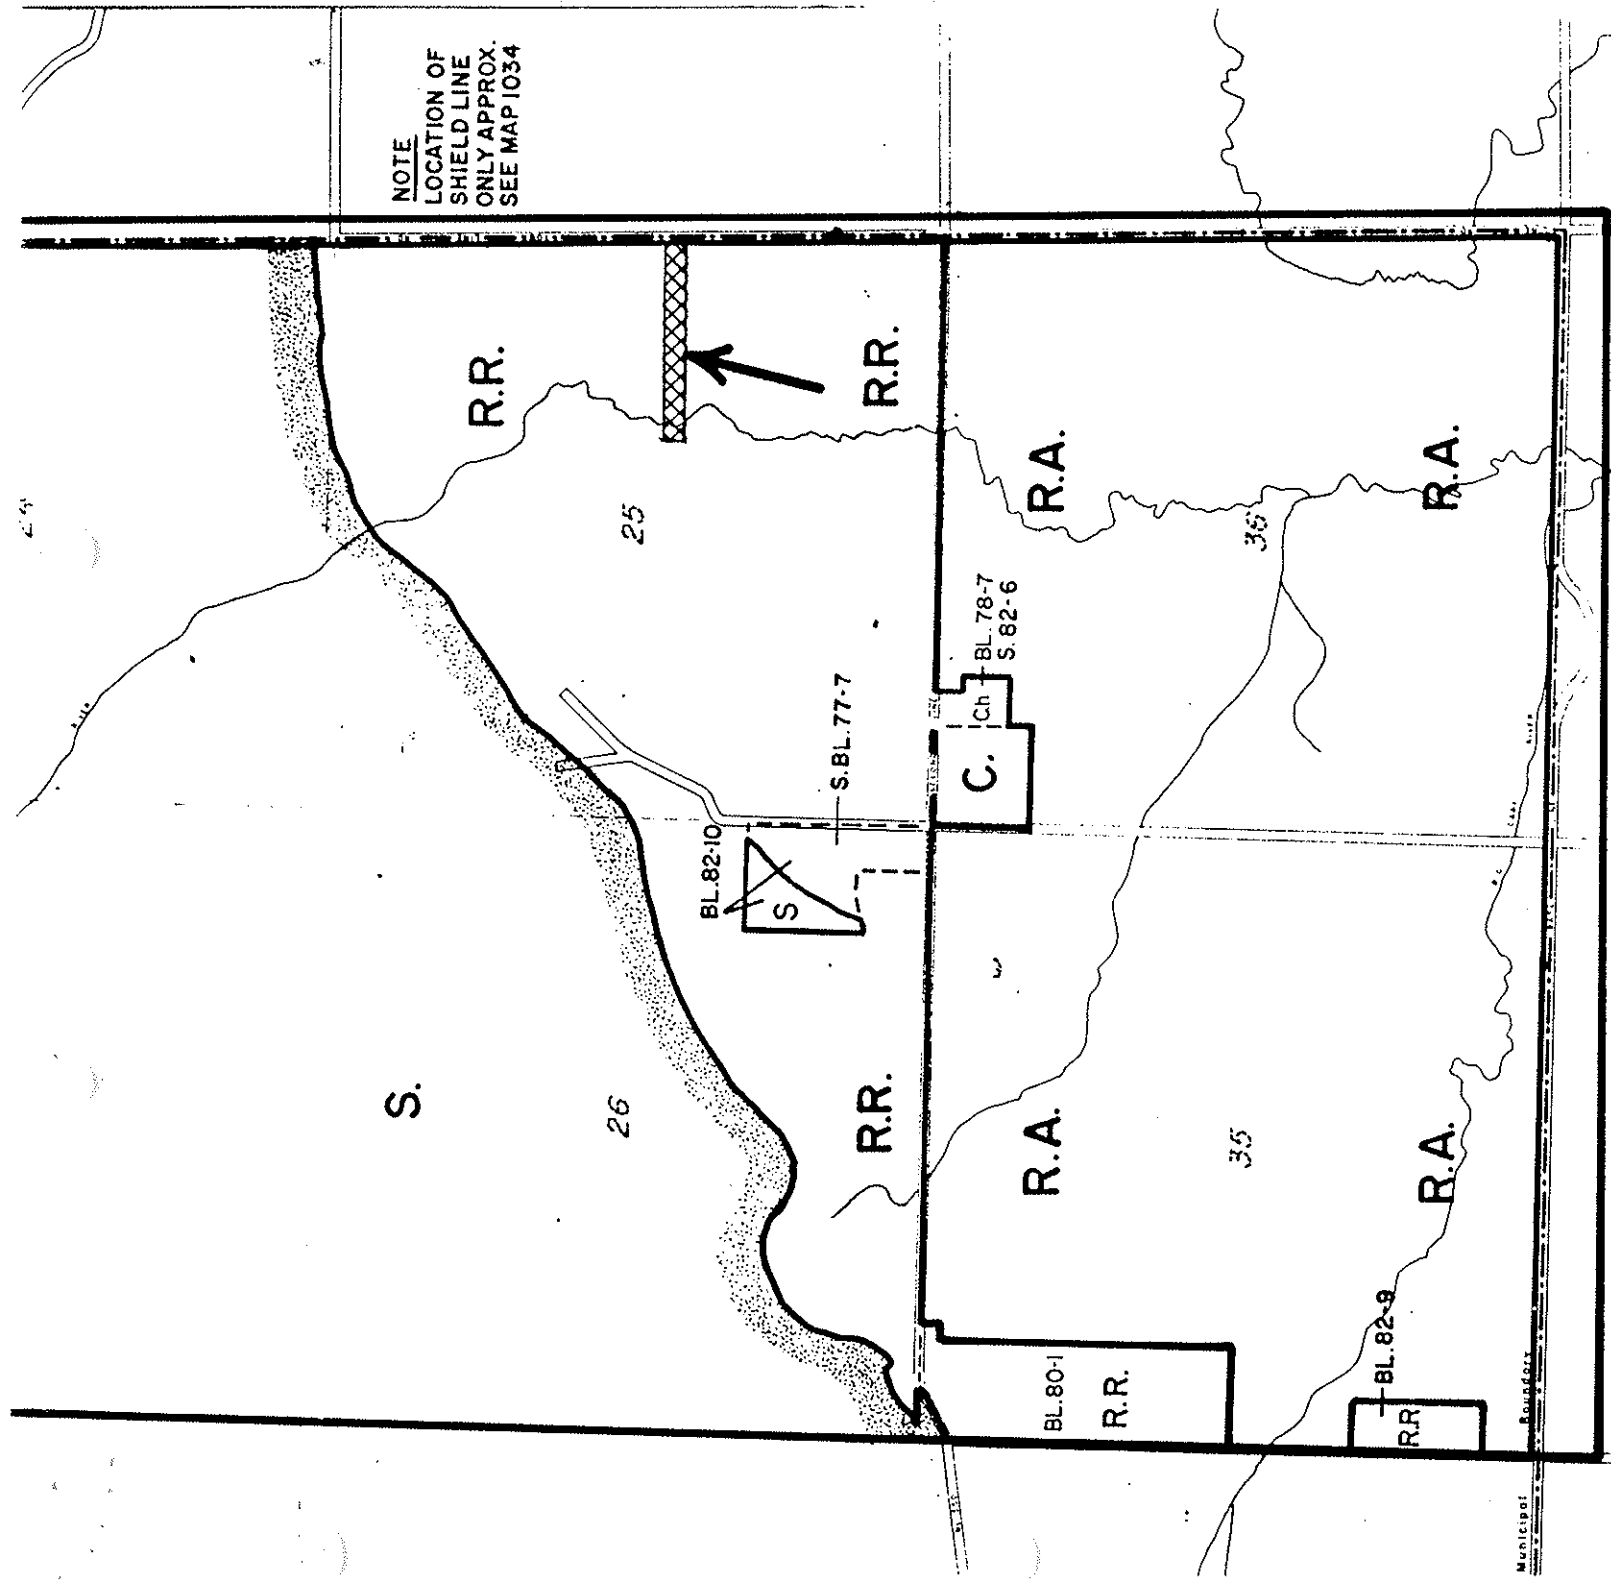 NOTE
LOCATION OF
SHIELD LINE
ONLY APPROX.
SEE MAP 1034
R.R.
R.R.
R.A.
R.A.
25
36
BL.78-7
S.82-6
Ch
C.
S.BL.77-7
BL.82-10
S
S.
26
R.R.
R.A.
35
R.A.
BL.80-1
R.R.
BL.82-9
R.R
Municipal Boundary